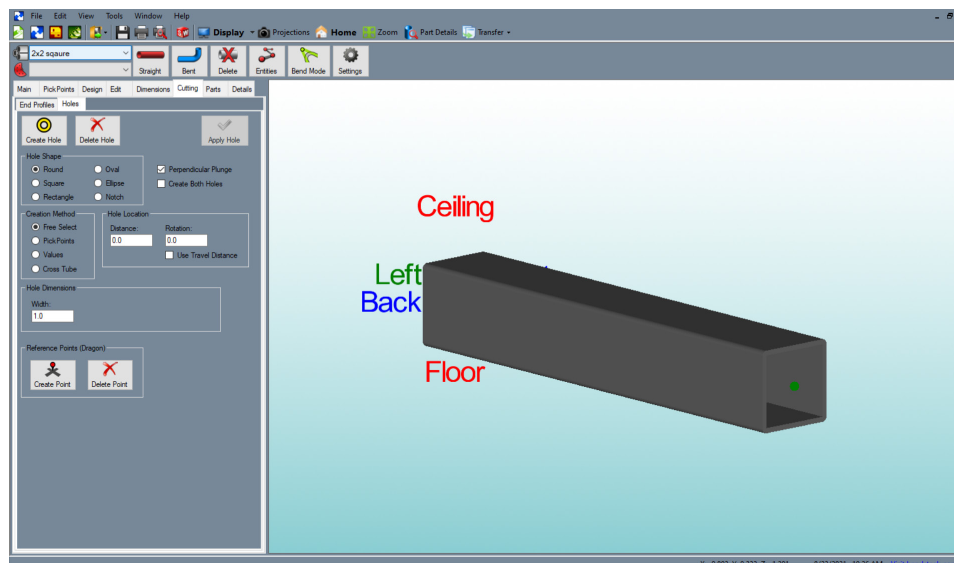 File Edit View Tools Window Help
Display Projections Home Zoom Part Details Transfer
2x2 sqaure
Straight Bent Delete Entities Bend Mode Settings
Main PickPoints Design Edit Dimensions Cutting Parts Details
End Profiles Holes
Create Hole Delete Hole Apply Hole
Hole Shape
Round Oval Perpendicular Plunge
Square Ellipse Create Both Holes
Rectangle Notch
Creation Method Hole Location
Free Select Distance: Rotation:
PickPoints 0.0 0.0
Values Use Travel Distance
Cross Tube
Hole Dimensions
Width:
1.0
Reference Points (Dragon)
Create Point Delete Point
Ceiling
Left
Back
Floor